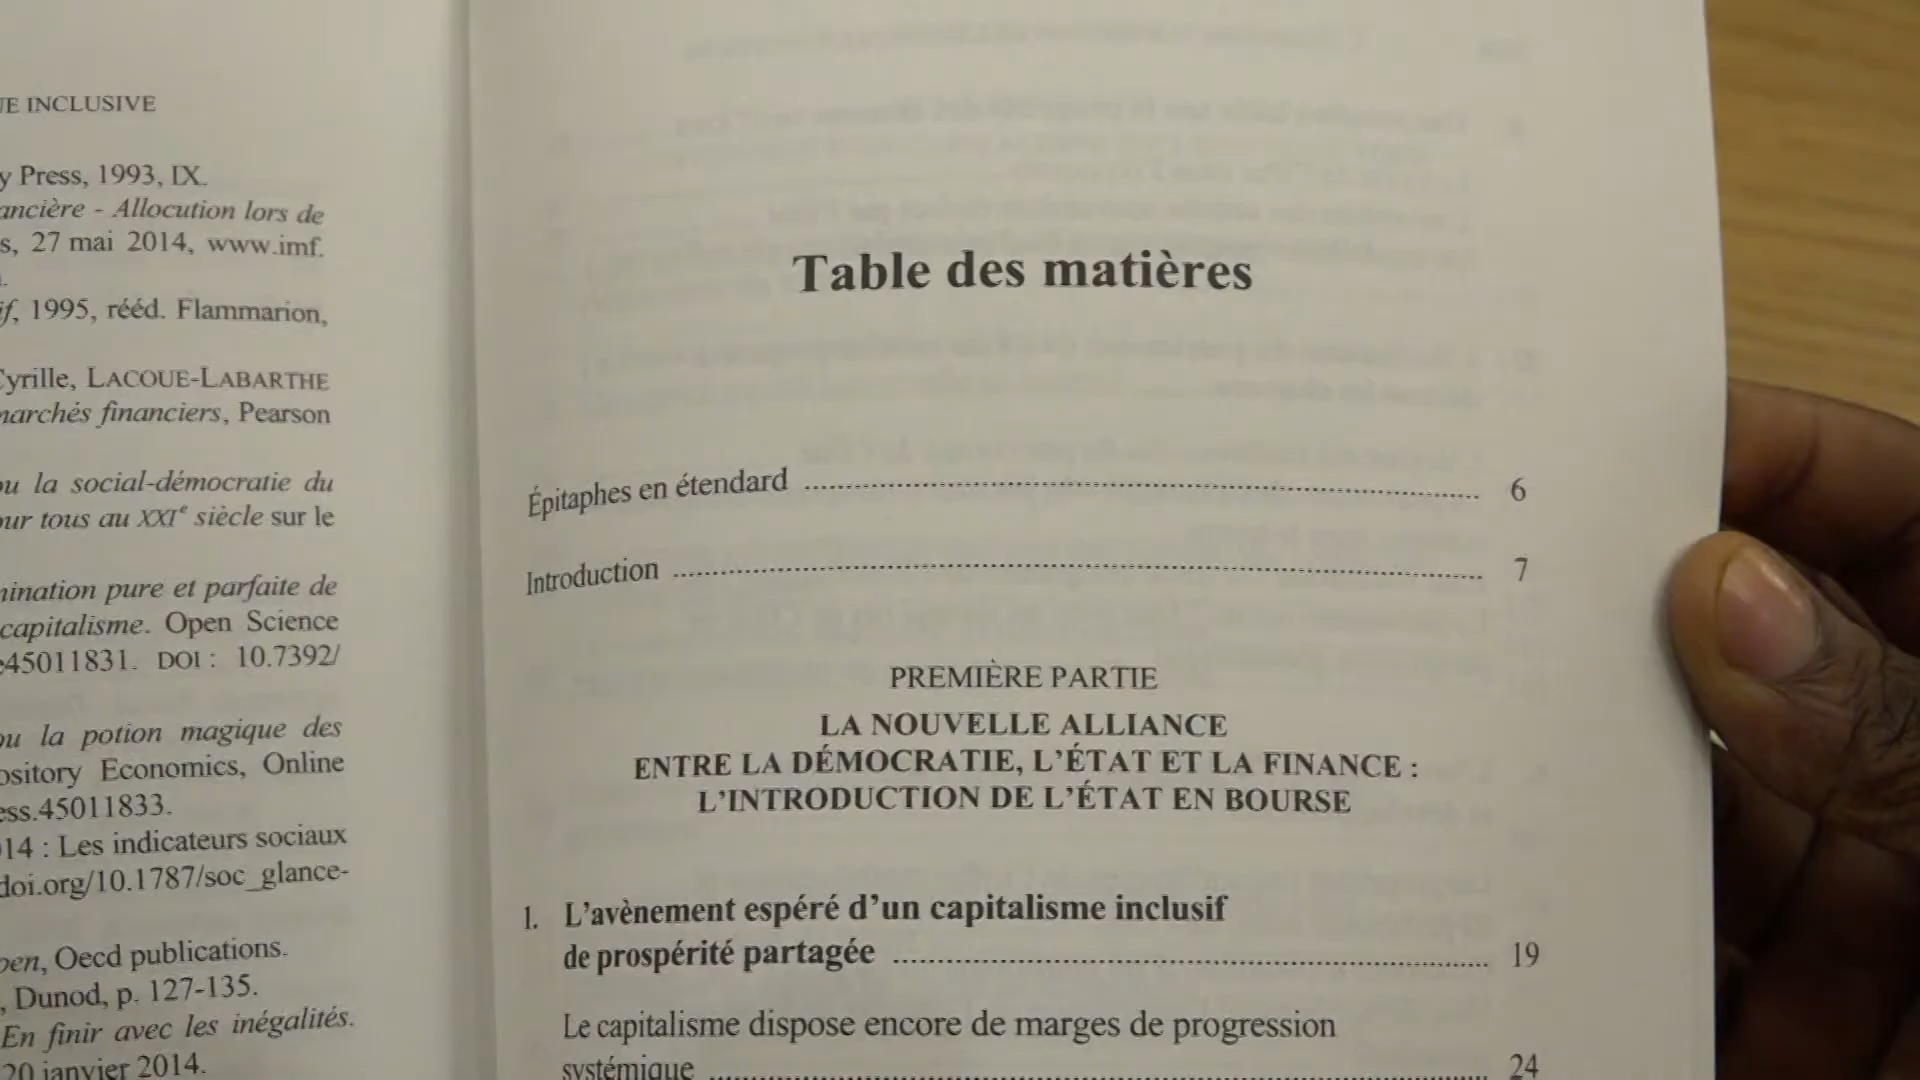 E INCLUSIVE
y Press, 1993, IX.
ancière - Allocution lors de
s, 27 mai 2014, www.imf.
if, 1995, rééd. Flammarion,
Cyrille, LACOUE-LABARTHE
marchés financiers, Pearson
ou la social-démocratie du
our tous au XXIe siècle sur le
mination pure et parfaite de
capitalisme. Open Science
e45011831. DOI : 10.7392/
ou la potion magique des
ository Economics, Online
ess.45011833.
014 : Les indicateurs sociaux
doi.org/10.1787/soc_glance-
pen, Oecd publications.
, Dunod, p. 127-135.
En finir avec les inégalités.
20 janvier 2014.
Table des matières
Épitaphes en étendard ........ 6
Introduction ........ 7
PREMIÈRE PARTIE
LA NOUVELLE ALLIANCE
ENTRE LA DÉMOCRATIE, L'ÉTAT ET LA FINANCE :
L'INTRODUCTION DE L'ÉTAT EN BOURSE
1. L'avènement espéré d'un capitalisme inclusif
de prospérité partagée ........ 19
Le capitalisme dispose encore de marges de progression
systémique ........ 24